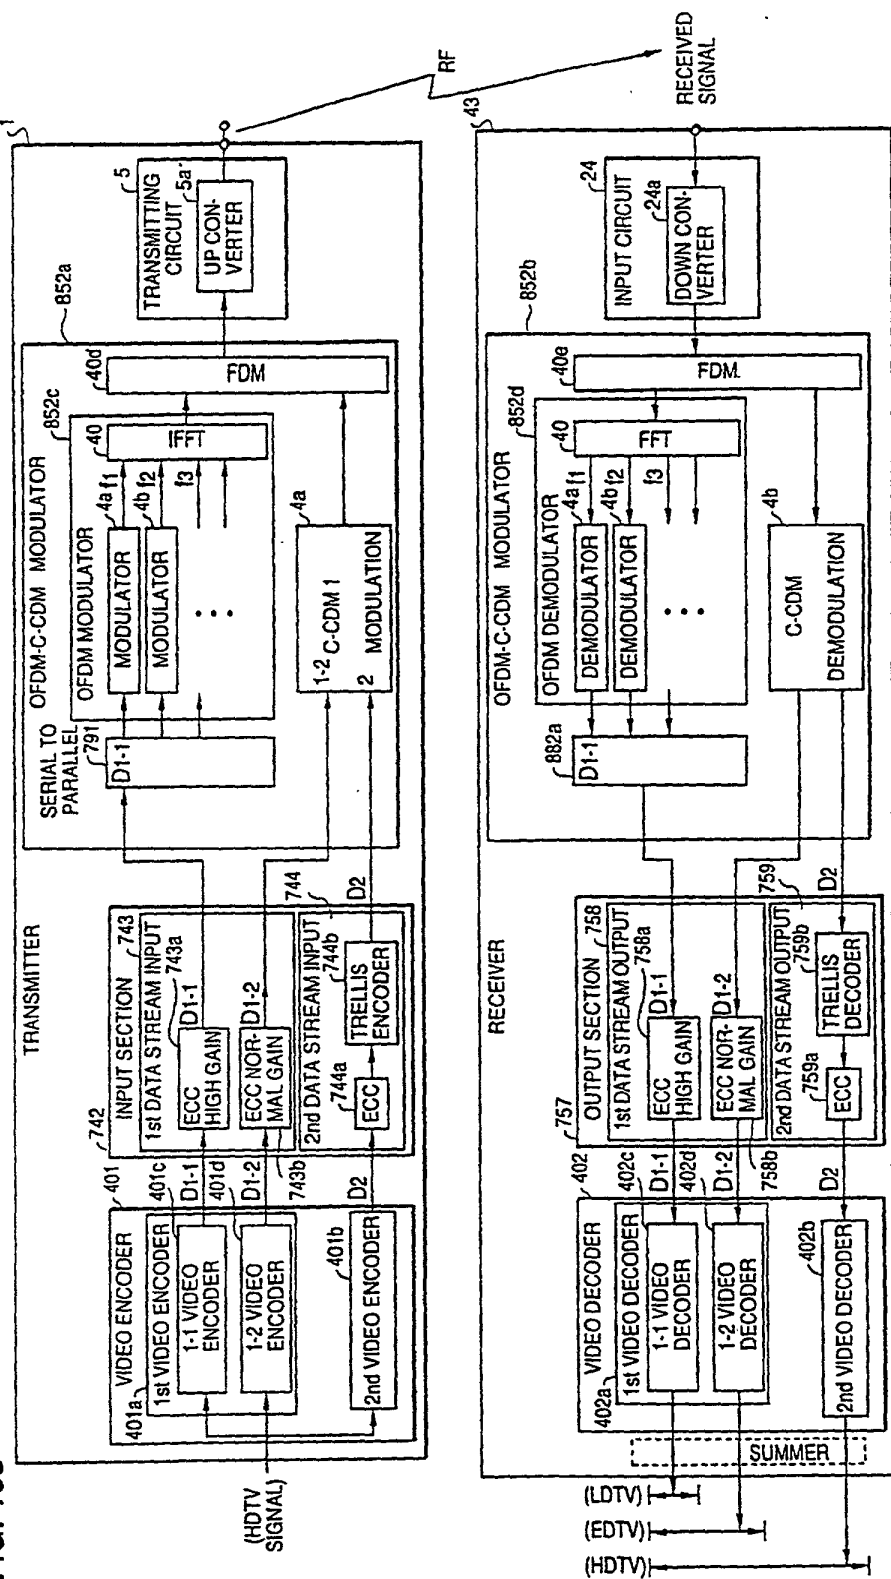 TRANSMITTER
1
(HDTV
SIGNAL)
VIDEO ENCODER
401
1st VIDEO ENCODER
401a
1-1 VIDEO
ENCODER
401c
1-2 VIDEO
ENCODER
401d
2nd VIDEO ENCODER
401b
D1-1
D1-2
D2
742
INPUT SECTION
743
1st DATA STREAM INPUT
743a
ECC
HIGH GAIN
D1-1
ECC NOR-
MAL GAIN
D1-2
743b
2nd DATA STREAM INPUT
744
744a
ECC
744b
TRELLIS
ENCODER
D2
OFDM-C-CDM MODULATOR
852a
SERIAL TO
PARALLEL
791
D1-1
OFDM MODULATOR
852c
MODULATOR
4a
f1
MODULATOR
4b
f2
f3
• • •
40
IFFT
1-2
C-CDM 1
2
MODULATION
4a
40d
FDM
TRANSMITTING
CIRCUIT
5
5a
UP CON-
VERTER
RF
RECEIVED
SIGNAL
RECEIVER
43
INPUT CIRCUIT
24
24a
DOWN CON-
VERTER
OFDM-C-CDM MODULATOR
852b
40e
FDM
OFDM DEMODULATOR
852d
40
FFT
DEMODULATOR
4a
f1
DEMODULATOR
4b
f2
f3
• • •
882a
D1-1
C-CDM
DEMODULATION
4b
757
OUTPUT SECTION
758
1st DATA STREAM OUTPUT
758a
ECC
HIGH GAIN
D1-1
ECC NOR-
MAL GAIN
D1-2
758b
2nd DATA STREAM OUTPUT
759
759a
ECC
759b
TRELLIS
DECODER
D2
D1-1
D1-2
D2
VIDEO DECODER
402
1st VIDEO DECODER
402a
1-1 VIDEO
DECODER
402c
1-2 VIDEO
DECODER
402d
2nd VIDEO DECODER
402b
SUMMER
(LDTV)
(EDTV)
(HDTV)